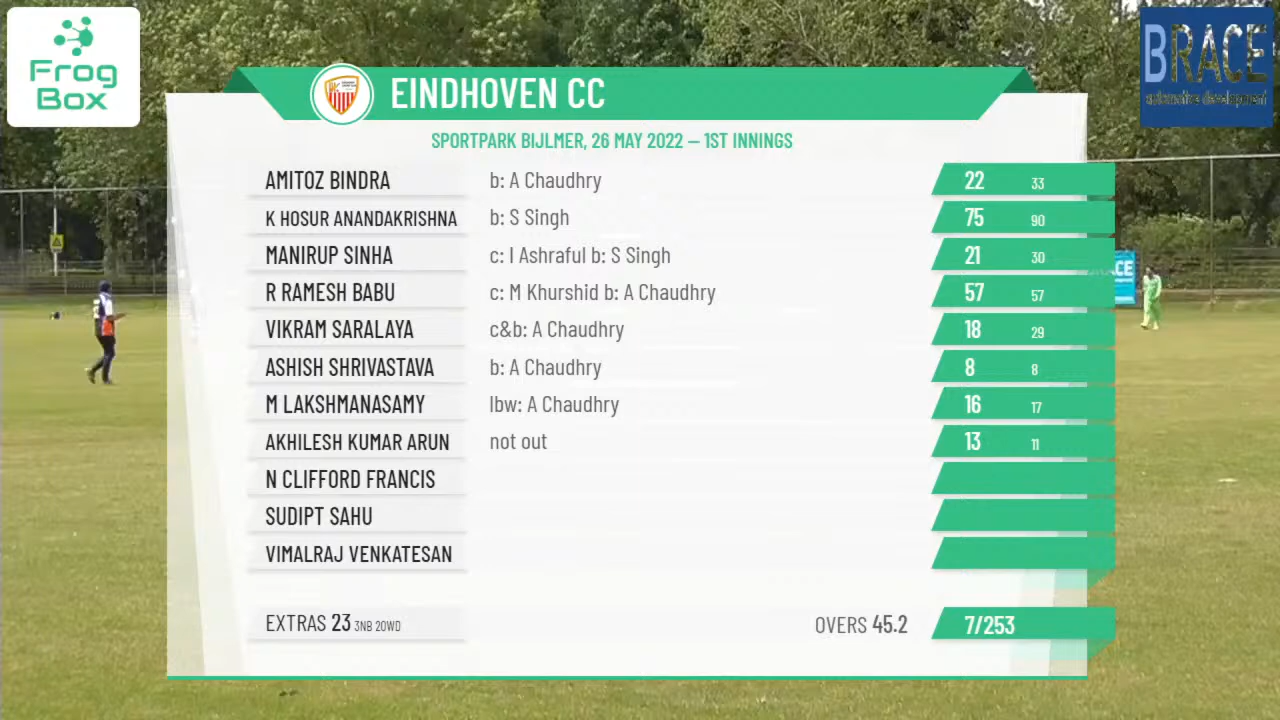 Frog
Box
BRACE
automotive development
EINDHOVEN CC
SPORTPARK BIJLMER, 26 MAY 2022 – 1ST INNINGS
AMITOZ BINDRA b: A Chaudhry 22 33
K HOSUR ANANDAKRISHNA b: S Singh 75 90
MANIRUP SINHA c: I Ashraful b: S Singh 21 30
R RAMESH BABU c: M Khurshid b: A Chaudhry 57 57
VIKRAM SARALAYA c&b: A Chaudhry 18 29
ASHISH SHRIVASTAVA b: A Chaudhry 8 8
M LAKSHMANASAMY lbw: A Chaudhry 16 17
AKHILESH KUMAR ARUN not out 13 11
N CLIFFORD FRANCIS
SUDIPT SAHU
VIMALRAJ VENKATESAN
EXTRAS 23 3NB 20WD OVERS 45.2 7/253